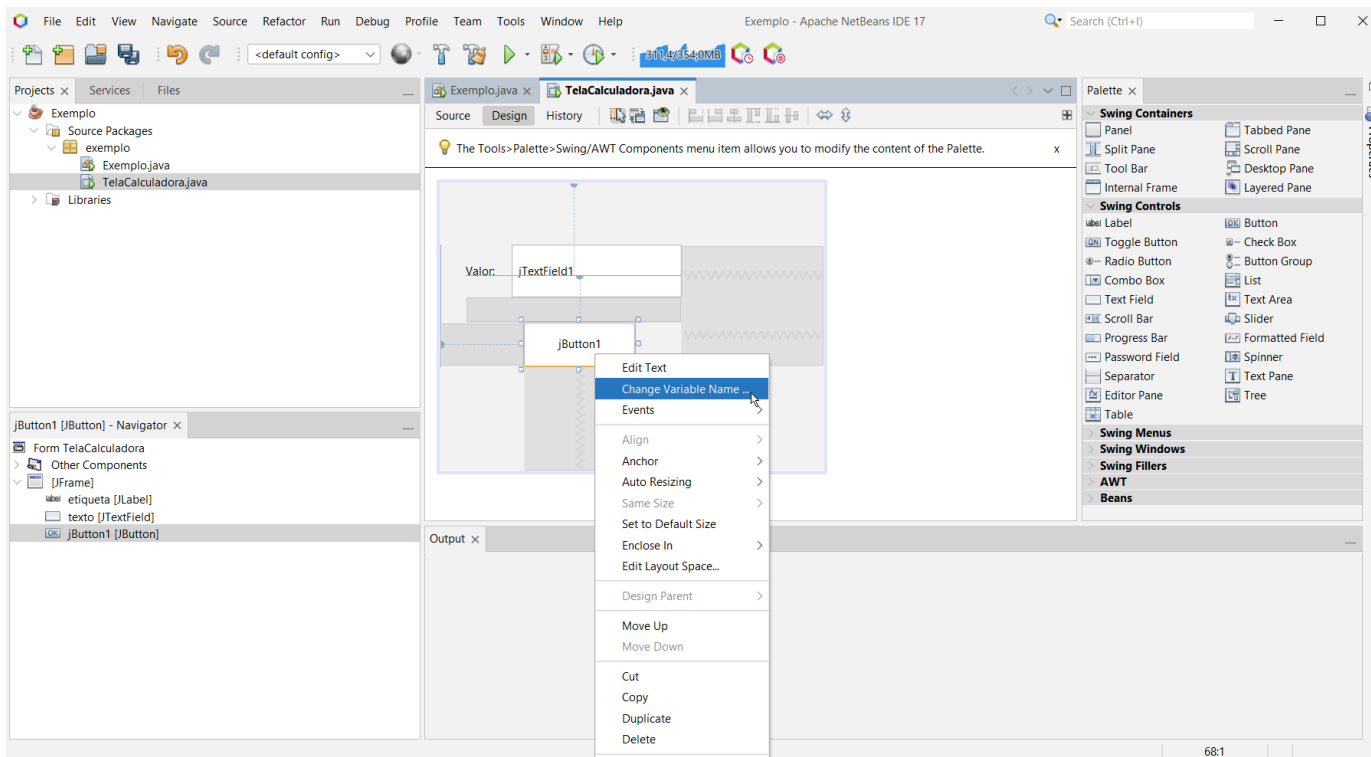 File Edit View Navigate Source Refactor Run Debug Profile Team Tools Window Help Exemplo - Apache NetBeans IDE 17 Search (Ctrl+I)
<default config> 311,4/354,0MB
Projects Services Files
Exemplo
Source Packages
exemplo
Exemplo.java
TelaCalculadora.java
Libraries
Exemplo.java TelaCalculadora.java
Source Design History
The Tools>Palette>Swing/AWT Components menu item allows you to modify the content of the Palette. x
Valor: jTextField1
jButton1
Edit Text
Change Variable Name ...
Events
Align
Anchor
Auto Resizing
Same Size
Set to Default Size
Enclose In
Edit Layout Space...
Design Parent
Move Up
Move Down
Cut
Copy
Duplicate
Delete
Palette
Swing Containers
Panel Tabbed Pane
Split Pane Scroll Pane
Tool Bar Desktop Pane
Internal Frame Layered Pane
Swing Controls
label Label OK Button
ON Toggle Button Check Box
Radio Button Button Group
Combo Box List
Text Field Text Area
Scroll Bar Slider
Progress Bar Formatted Field
Password Field Spinner
Separator Text Pane
Editor Pane Tree
Table
Swing Menus
Swing Windows
Swing Fillers
AWT
Beans
Properties
jButton1 [JButton] - Navigator
Form TelaCalculadora
Other Components
[JFrame]
label etiqueta [JLabel]
texto [JTextField]
OK jButton1 [JButton]
Output
68:1